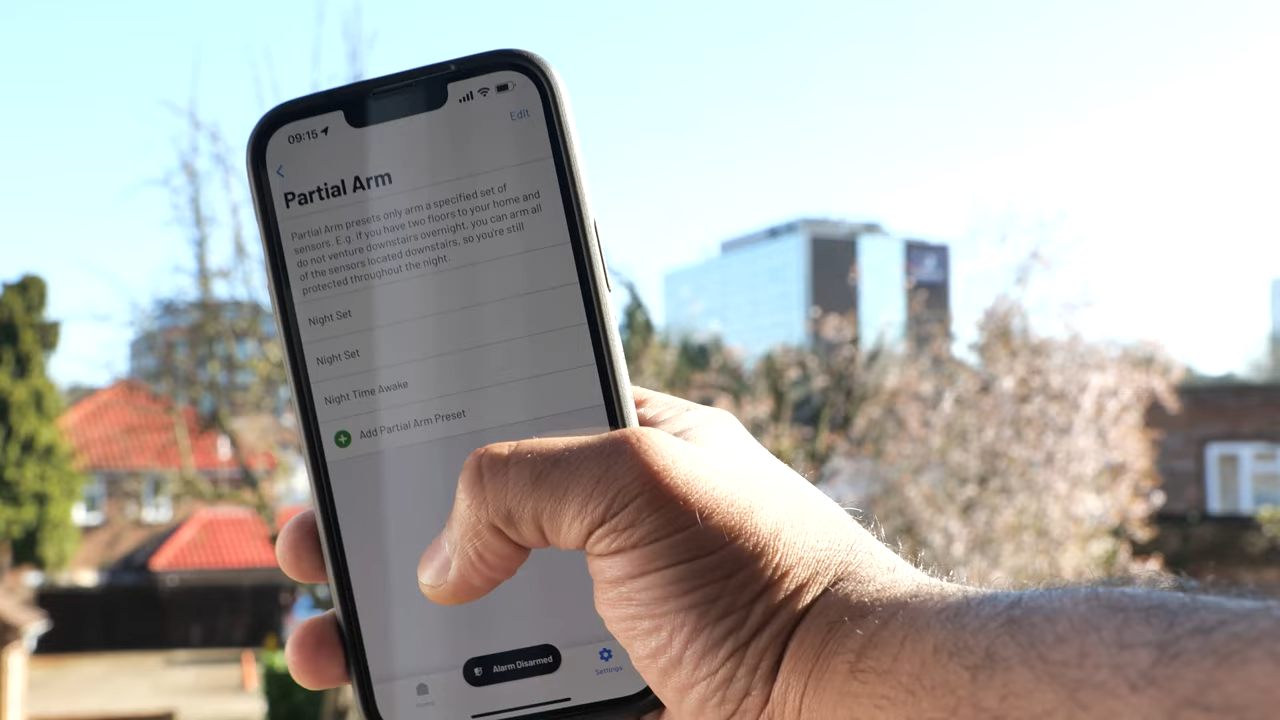 09:15
Edit
Partial Arm
Partial Arm presets only arm a specified set of
sensors. E.g. if you have two floors to your home and
do not venture downstairs overnight, you can arm all
of the sensors located downstairs, so you're still
protected throughout the night.
Night Set
Night Set
Night Time Awake
Add Partial Arm Preset
Alarm Disarmed
Home
Settings